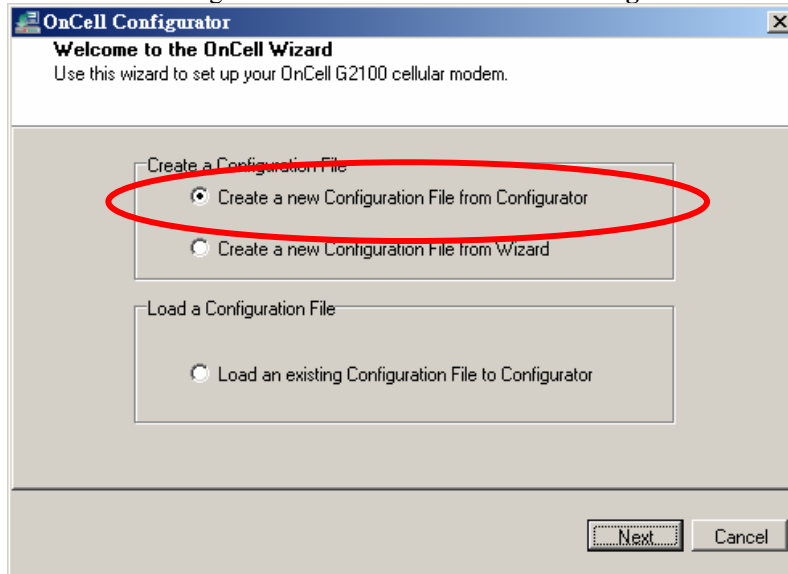 OnCell Configurator
Welcome to the OnCell Wizard
Use this wizard to set up your OnCell G2100 cellular modem.
Create a Configuration File
Create a new Configuration File from Configurator
Create a new Configuration File from Wizard
Load a Configuration File
Load an existing Configuration File to Configurator
Next
Cancel